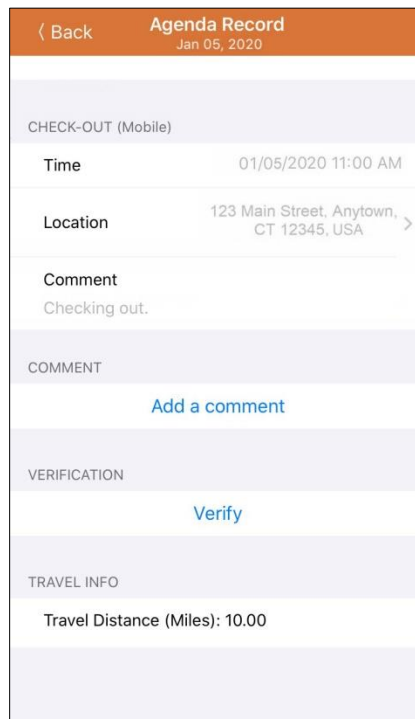 Back
Agenda Record
Jan 05, 2020
CHECK-OUT (Mobile)
Time
01/05/2020 11:00 AM
Location
123 Main Street, Anytown,
CT 12345, USA
Comment
Checking out.
COMMENT
Add a comment
VERIFICATION
Verify
TRAVEL INFO
Travel Distance (Miles): 10.00